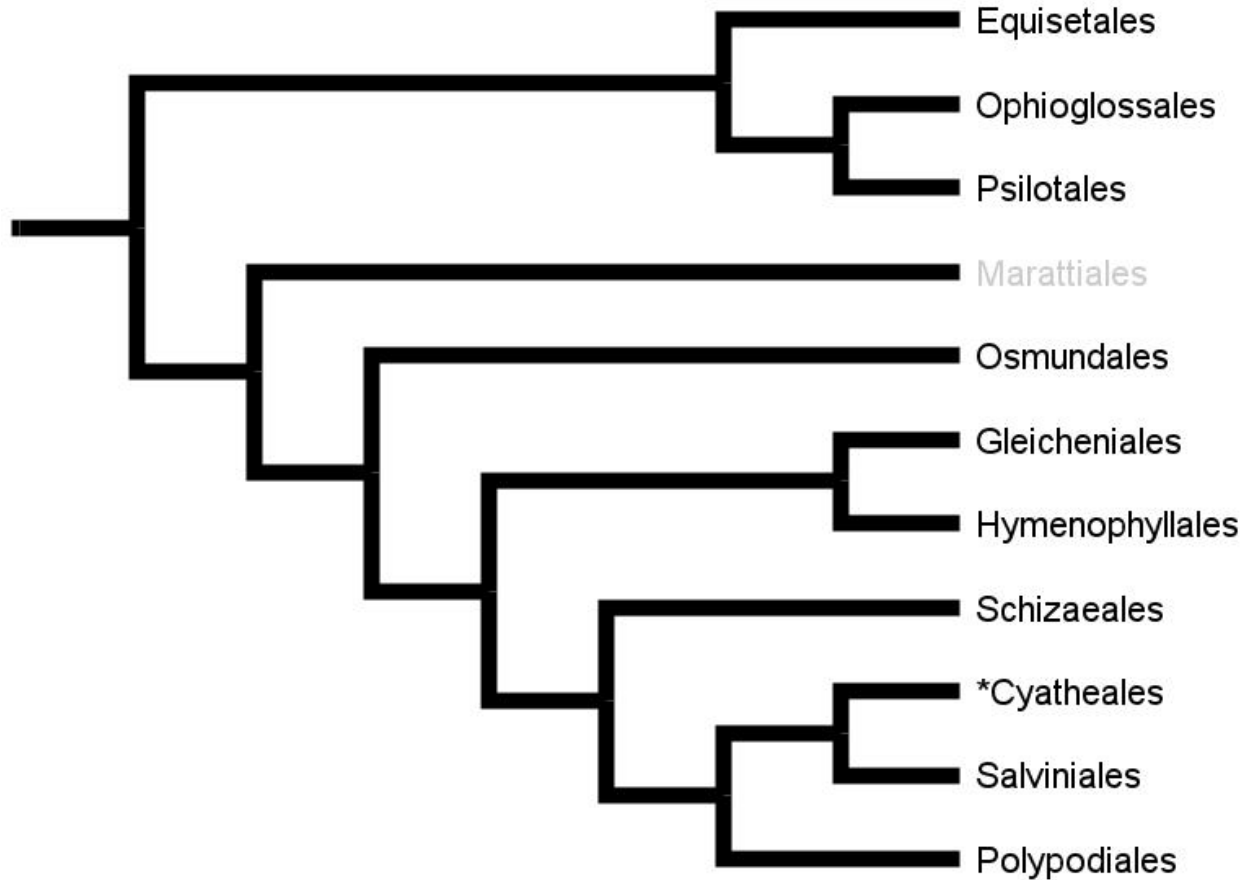 Equisetales
Ophioglossales
Psilotales
Marattiales
Osmundales
Gleicheniales
Hymenophyllales
Schizaeales
*Cyatheales
Salviniales
Polypodiales